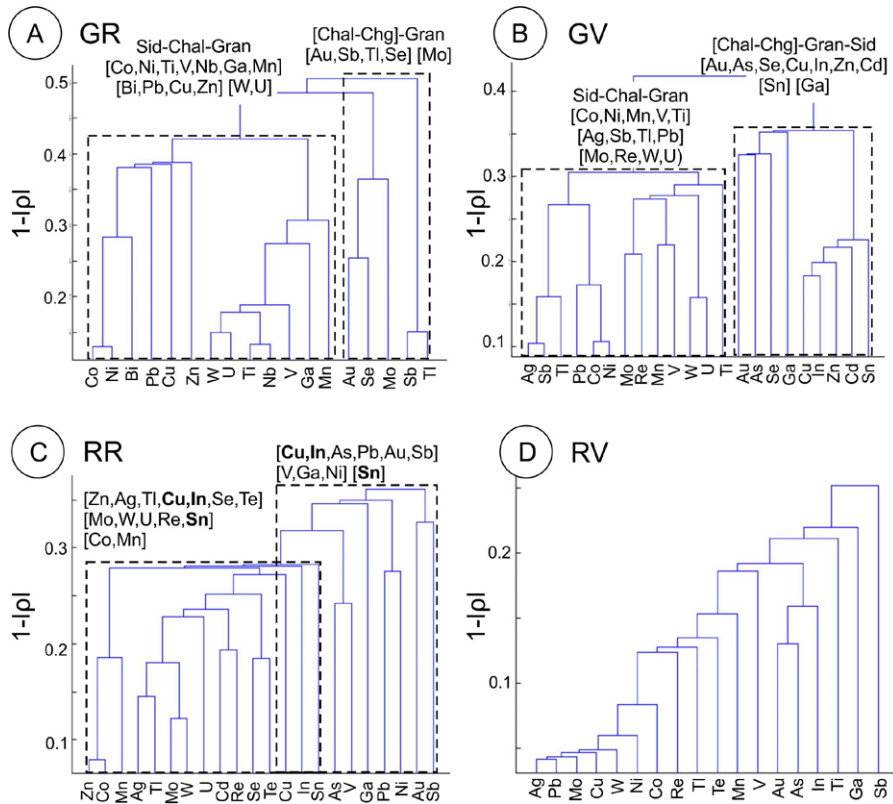 A GR
Sid-Chal-Gran
[Co,Ni,Ti,V,Nb,Ga,Mn]
[Bi,Pb,Cu,Zn] [W,U]
[Chal-Chg]-Gran
[Au,Sb,Tl,Se] [Mo]
1-|ρ|
0.5
0.4
0.3
0.2
Co Ni Bi Pb Cu Zn W U Ti Nb V Ga Mn Au Se Mo Sb Tl
B GV
[Chal-Chg]-Gran-Sid
[Au,As,Se,Cu,In,Zn,Cd]
[Sn] [Ga]
Sid-Chal-Gran
[Co,Ni,Mn,V,Ti]
[Ag,Sb,Tl,Pb]
[Mo,Re,W,U)
1-|ρ|
0.4
0.3
0.2
0.1
Ag Sb Tl Pb Co Ni Mo Re Mn V W U Ti Au As Se Ga Cu In Zn Cd Sn
C RR
[Cu,In,As,Pb,Au,Sb]
[V,Ga,Ni] [Sn]
[Zn,Ag,Tl,Cu,In,Se,Te]
[Mo,W,U,Re,Sn]
[Co,Mn]
1-|ρ|
0.3
0.2
0.1
Zn Co Mn Ag Tl Mo W U Cd Re Se Te Cu In Sn As V Ga Pb Ni Au Sb
D RV
1-|ρ|
0.2
0.1
Ag Pb Mo Cu W Ni Co Re Tl Te Mn V Au As In Ti Ga Sb